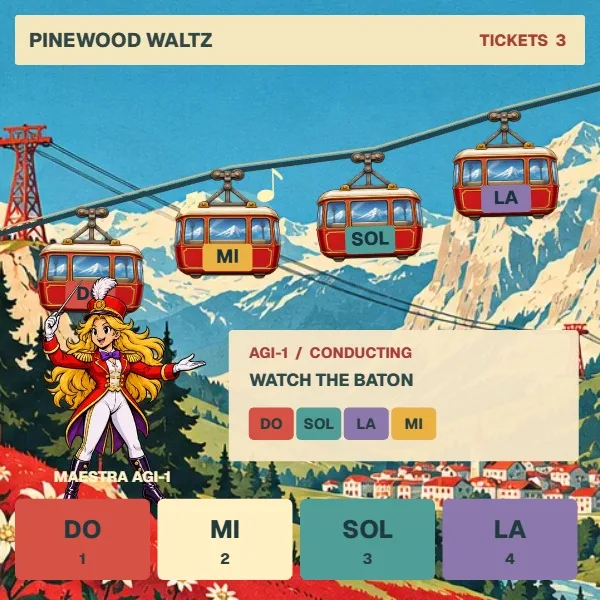 PINEWOOD WALTZ
TICKETS 3
LA
SOL
MI
D
AGI-1 / CONDUCTING
WATCH THE BATON
DO SOL LA MI
MAESTRA AGI-1
DO MI SOL LA
1 2 3 4